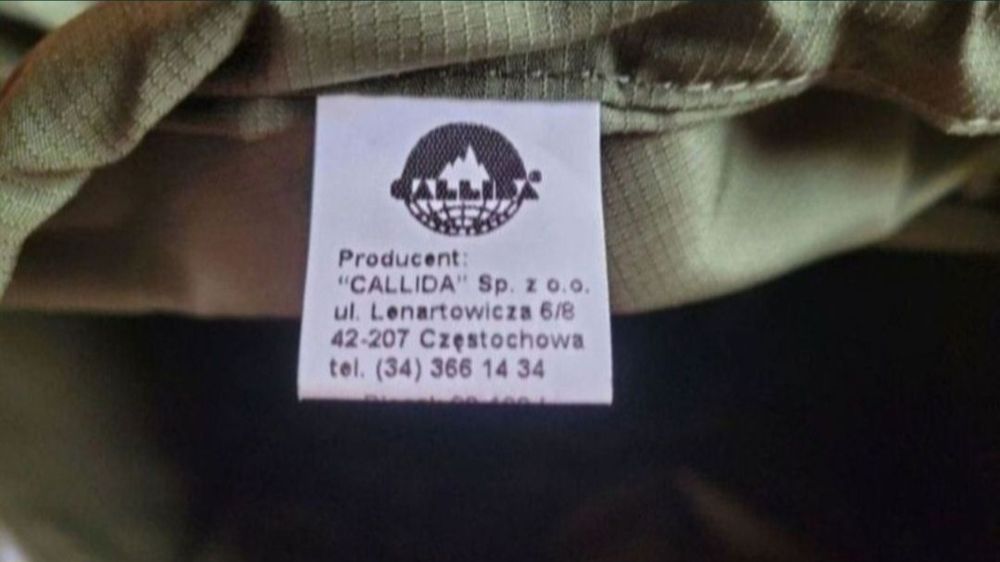 CALLIDA®
Producent:
"CALLIDA" Sp. z o.o.
ul. Lenartowicza 6/8
42-207 Częstochowa
tel. (34) 366 14 34